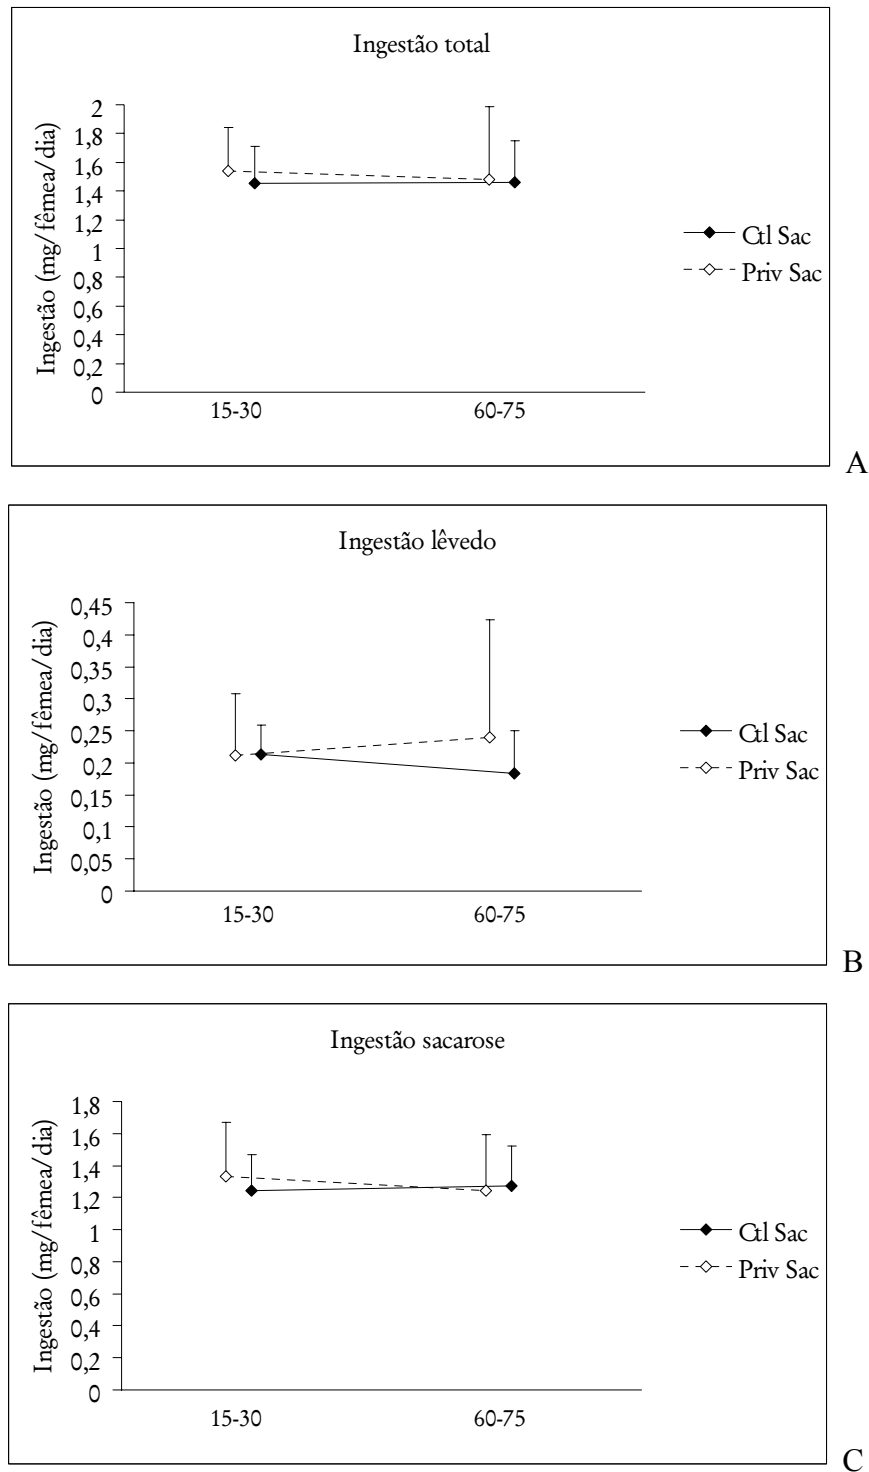 Ingestão total
Ingestão (mg/fêmea/dia)
2
1,8
1,6
1,4
1,2
1
0,8
0,6
0,4
0,2
0
15-30
60-75
Ctl Sac
Priv Sac
A
Ingestão lêvedo
Ingestão (mg/fêmea/dia)
0,45
0,4
0,35
0,3
0,25
0,2
0,15
0,1
0,05
0
15-30
60-75
Ctl Sac
Priv Sac
B
Ingestão sacarose
Ingestão (mg/fêmea/dia)
1,8
1,6
1,4
1,2
1
0,8
0,6
0,4
0,2
0
15-30
60-75
Ctl Sac
Priv Sac
C